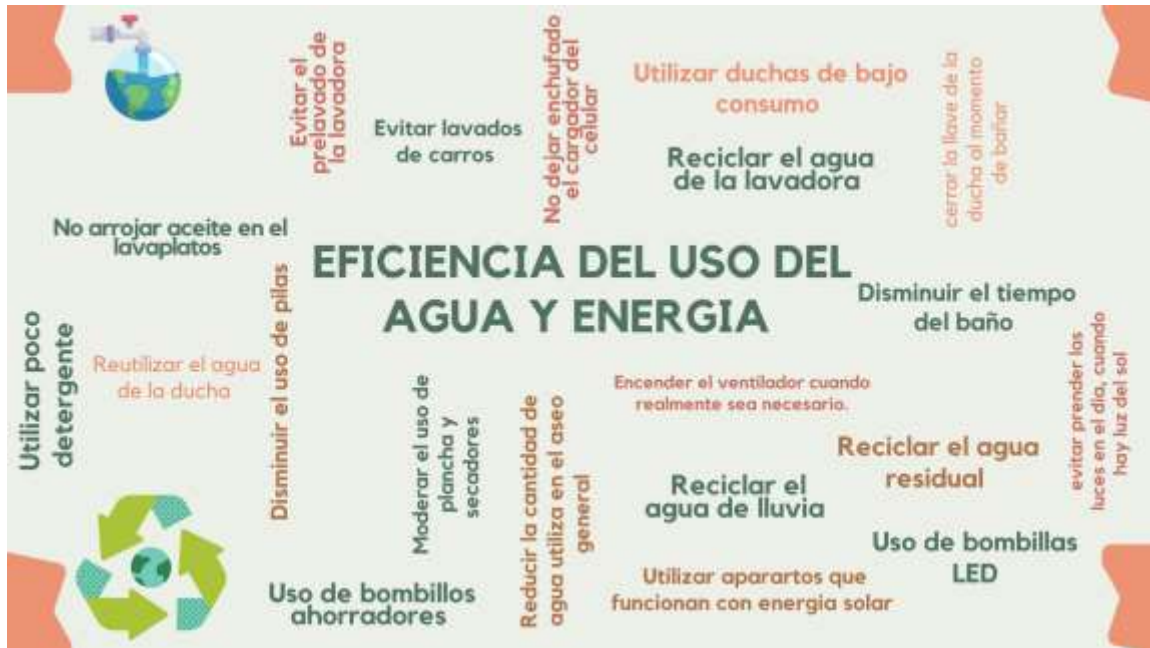 Evitar el
prelavado de
la lavadora
Evitar lavados
de carros
No dejar enchufado
el cargador del
celular
Utilizar duchas de bajo
consumo
Reciclar el agua
de la lavadora
cerrar la llave de la
ducha al momento
de bañar
No arrojar aceite en el
lavaplatos
EFICIENCIA DEL USO DEL
AGUA Y ENERGIA
Disminuir el tiempo
del baño
Utilizar poco
detergente
Reutilizar el agua
de la ducha
Disminuir el uso de pilas
Moderar el uso de
plancha y
secadores
Reducir la cantidad de
agua utiliza en el aseo
general
Encender el ventilador cuando
realmente sea necesario.
evitar prender las
luces en el día, cuando
hay luz del sol
Reciclar el agua
residual
Reciclar el
agua de lluvia
Uso de bombillas
LED
Uso de bombillos
ahorradores
Utilizar aparartos que
funcionan con energia solar